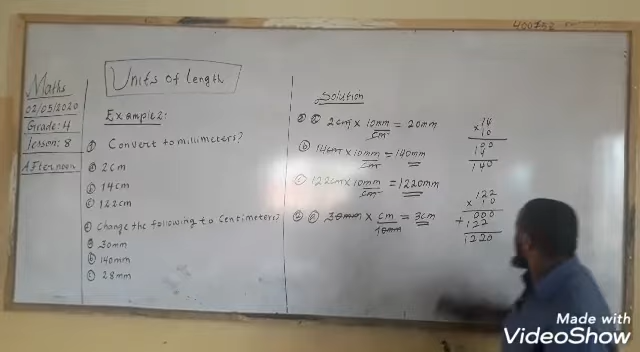 400752
Maths
02/05/2020
Grade: 4
lesson: 8
AFternoon
Units of length
Example 2:
① Convert to millimeters?
ⓐ 2cm
ⓑ 14cm
ⓒ 122cm
② Change the following to Centimeters?
ⓐ 30mm
ⓑ 140mm
ⓒ 28mm
Solution
① ⓐ 2cm × 10mm/cm = 20mm
ⓑ 14cm × 10mm/cm = 140mm
ⓒ 122cm × 10mm/cm = 1220mm
② ⓐ 30mm × cm/10mm = 3cm
14
× 10
00
14
140
122
× 10
000
+ 122
1220
Made with
VideoShow